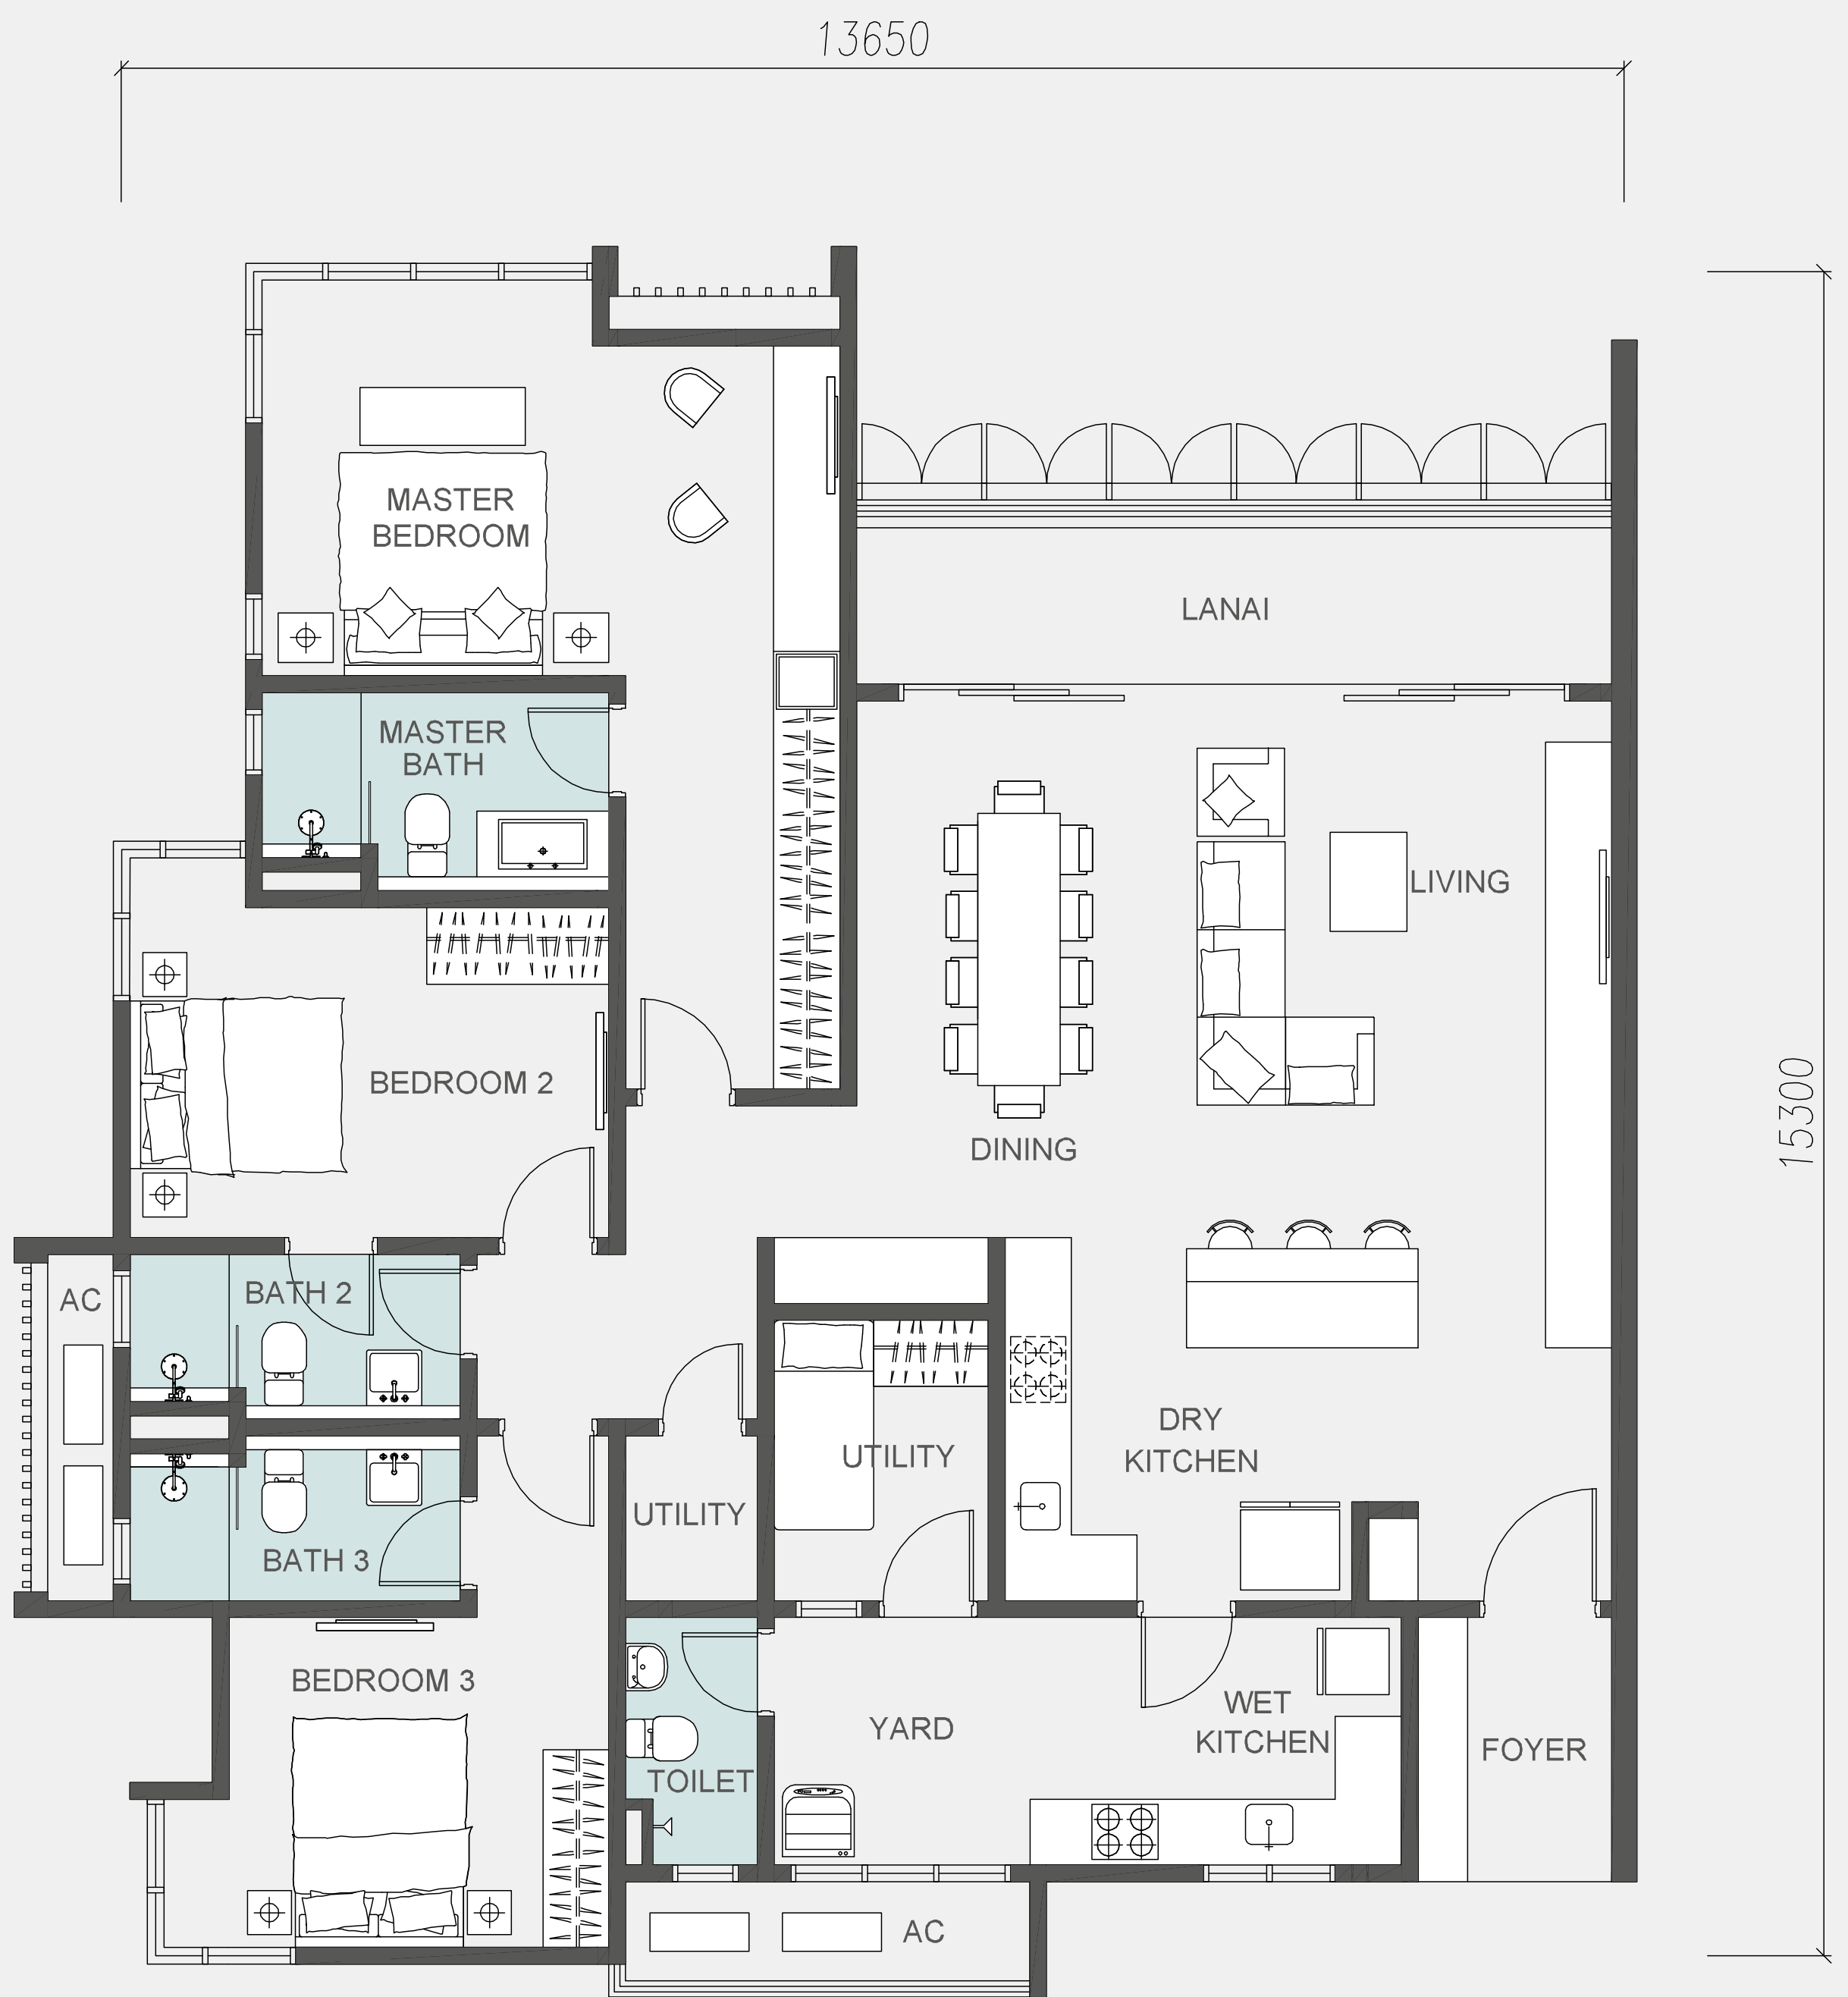 13650
MASTER
BEDROOM
LANAI
MASTER
BATH
LIVING
BEDROOM 2
DINING
15300
BATH 2
AC
DRY
KITCHEN
UTILITY
UTILITY
BATH 3
BEDROOM 3
WET
KITCHEN
YARD
FOYER
TOILET
AC